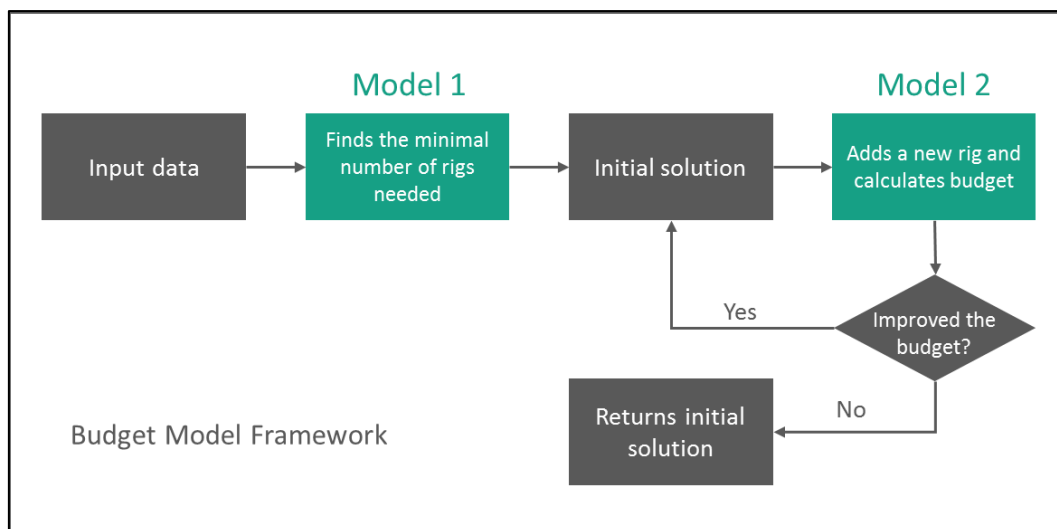 Model 1
Model 2
Input data
Finds the minimal
number of rigs
needed
Initial solution
Adds a new rig and
calculates budget
Yes
Improved the
budget?
No
Returns initial
solution
Budget Model Framework